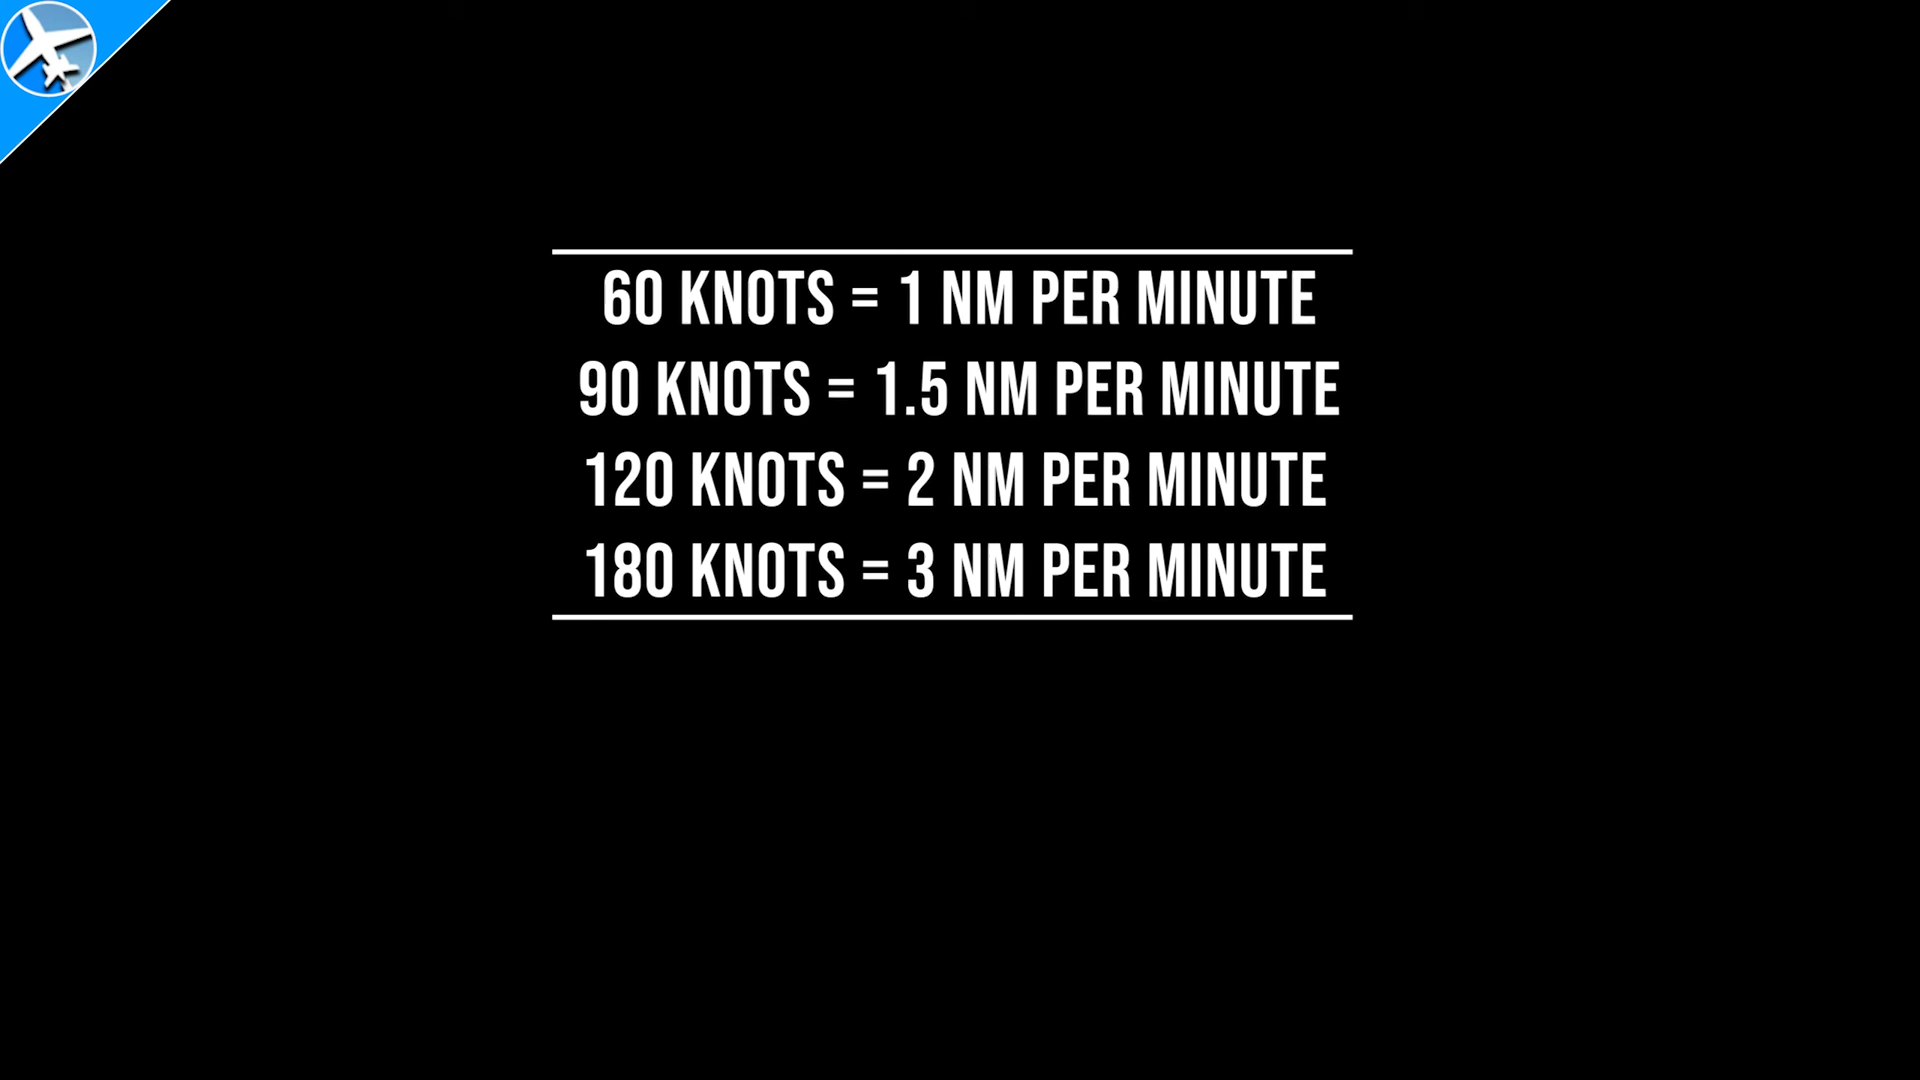 60 KNOTS = 1 NM PER MINUTE
90 KNOTS = 1.5 NM PER MINUTE
120 KNOTS = 2 NM PER MINUTE
180 KNOTS = 3 NM PER MINUTE